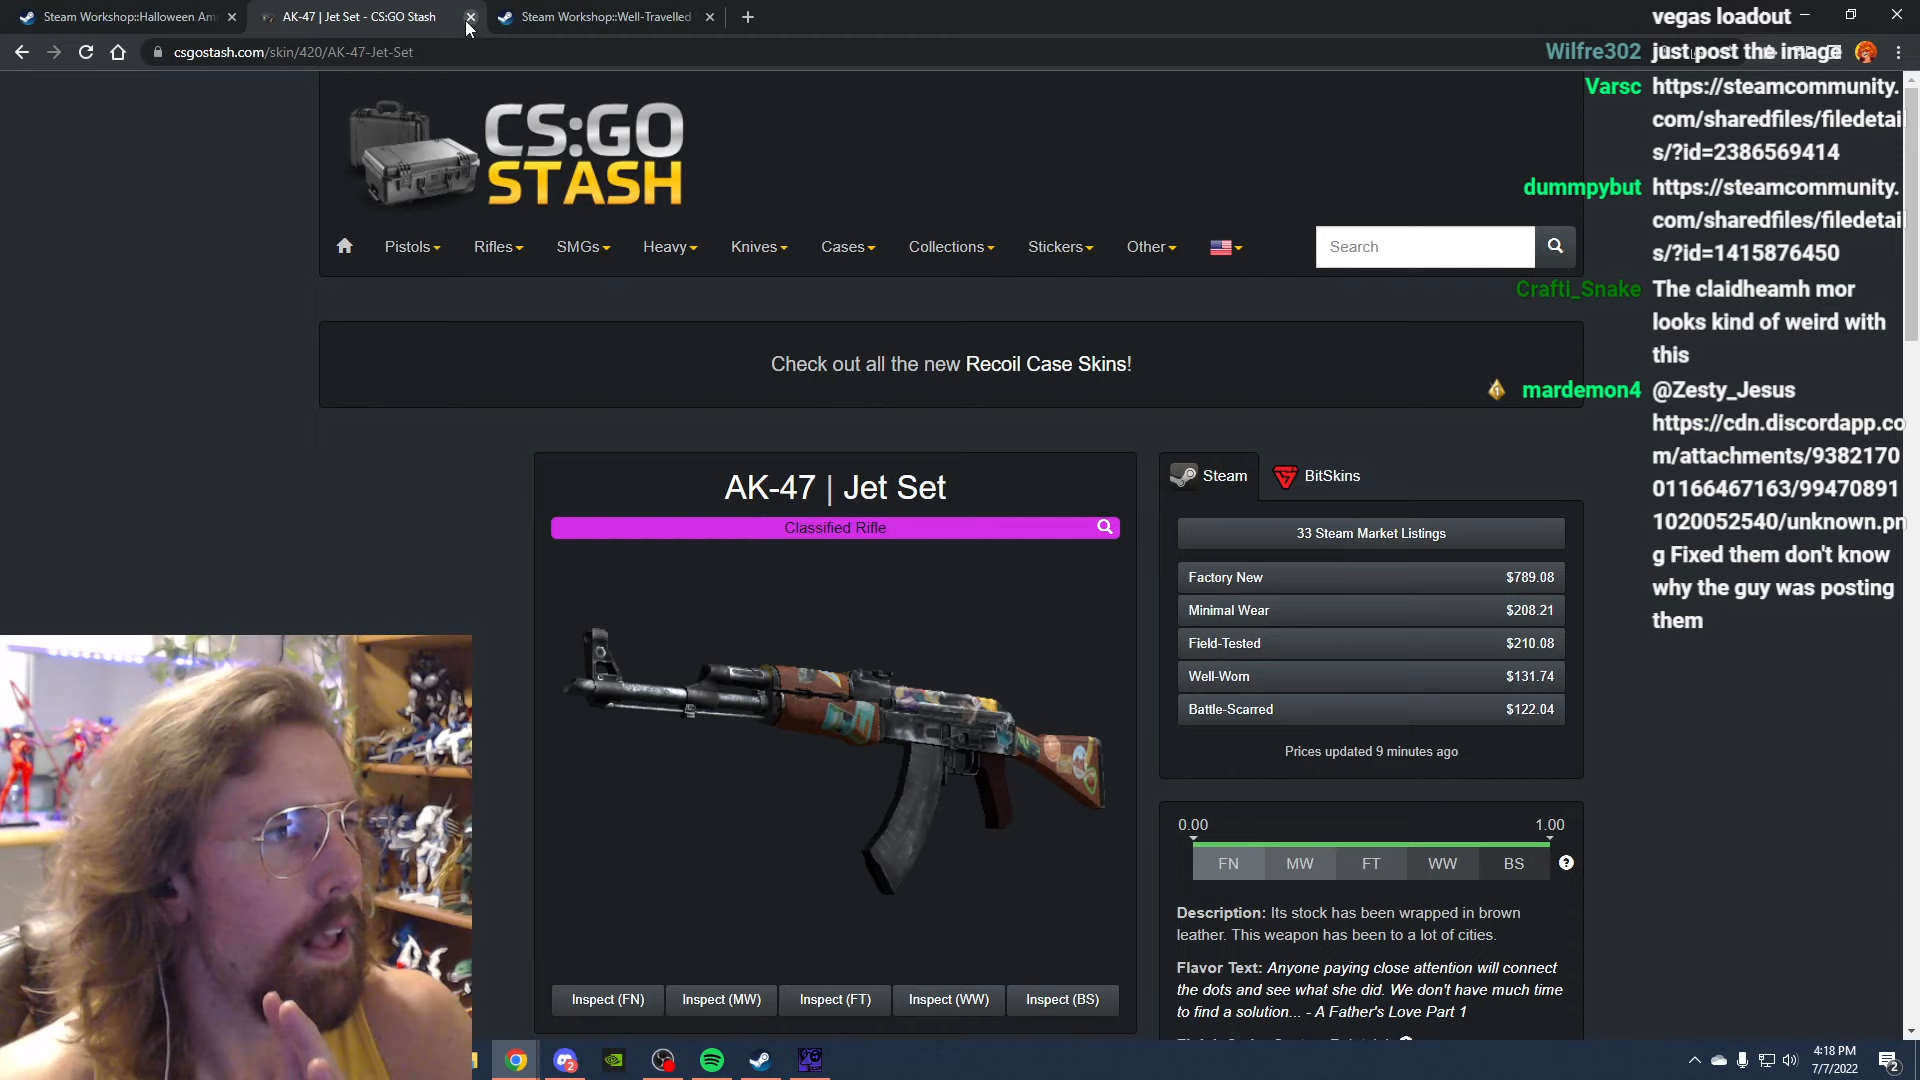 Steam Workshop::Halloween Am
AK-47 | Jet Set - CS:GO Stash
Steam Workshop::Well-Travelled
csgostash.com/skin/420/AK-47-Jet-Set
vegas loadout
Wilfre302 just post the image
Varsc https://steamcommunity.
com/sharedfiles/filedetail
s/?id=2386569414
dummpybut https://steamcommunity.
com/sharedfiles/filedetail
s/?id=1415876450
Crafti_Snake The claidheamh mor
looks kind of weird with
this
mardemon4 @Zesty_Jesus
https://cdn.discordapp.co
m/attachments/9382170
01166467163/99470891
1020052540/unknown.pn
g Fixed them don't know
why the guy was posting
them
CS:GO
STASH
Pistols Rifles SMGs Heavy Knives Cases Collections Stickers Other
Search
Check out all the new Recoil Case Skins!
AK-47 | Jet Set
Classified Rifle
Inspect (FN) Inspect (MW) Inspect (FT) Inspect (WW) Inspect (BS)
Steam BitSkins
33 Steam Market Listings
Factory New $789.08
Minimal Wear $208.21
Field-Tested $210.08
Well-Worn $131.74
Battle-Scarred $122.04
Prices updated 9 minutes ago
0.00 1.00
FN MW FT WW BS
Description: Its stock has been wrapped in brown
leather. This weapon has been to a lot of cities.
Flavor Text: Anyone paying close attention will connect
the dots and see what she did. We don't have much time
to find a solution... - A Father's Love Part 1
4:18 PM
7/7/2022
2
2